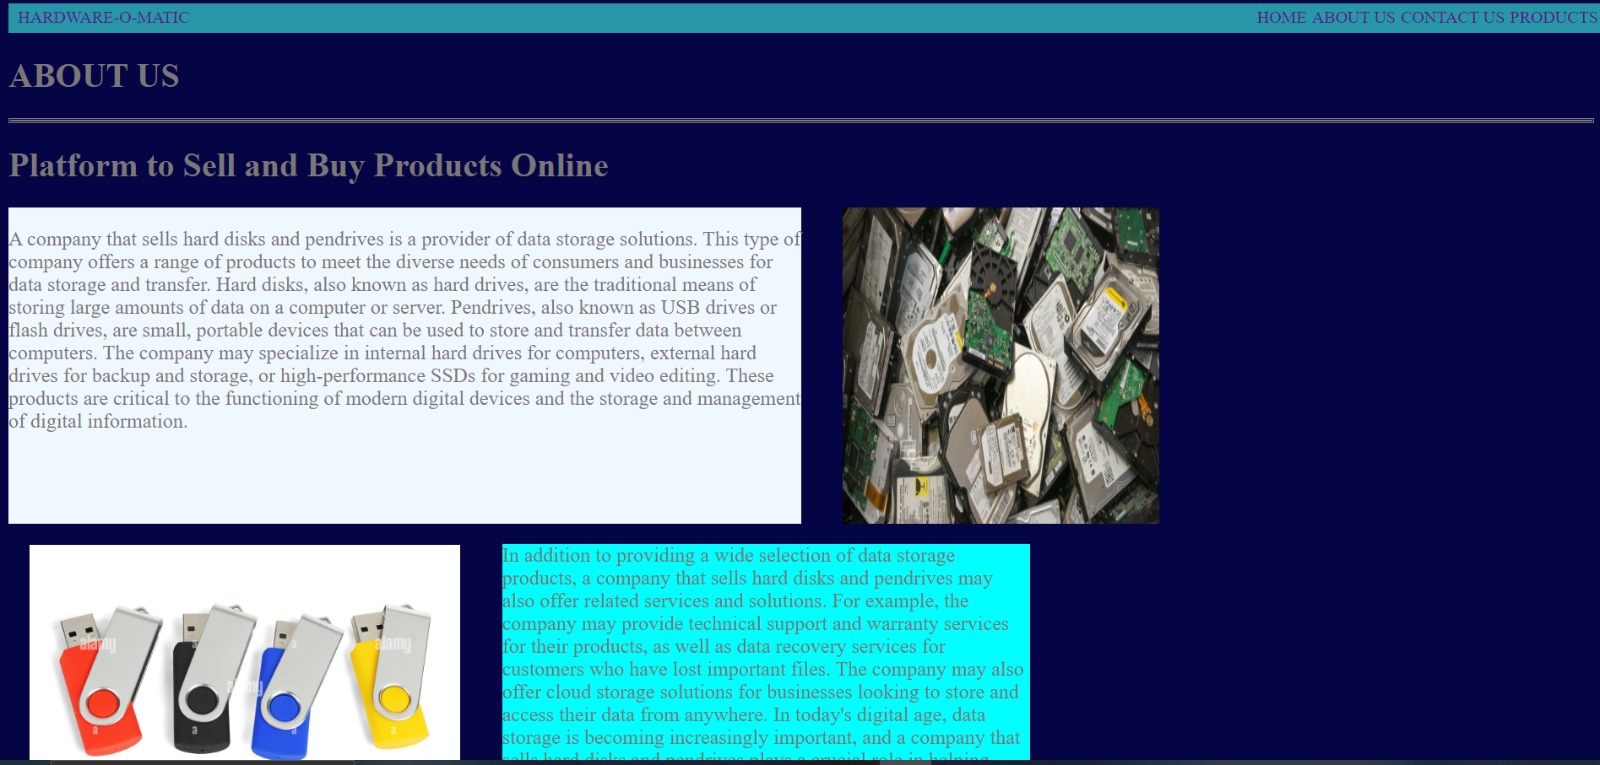 HARDWARE-O-MATIC
HOME ABOUT US CONTACT US PRODUCTS
ABOUT US
Platform to Sell and Buy Products Online
A company that sells hard disks and pendrives is a provider of data storage solutions. This type of
company offers a range of products to meet the diverse needs of consumers and businesses for
data storage and transfer. Hard disks, also known as hard drives, are the traditional means of
storing large amounts of data on a computer or server. Pendrives, also known as USB drives or
flash drives, are small, portable devices that can be used to store and transfer data between
computers. The company may specialize in internal hard drives for computers, external hard
drives for backup and storage, or high-performance SSDs for gaming and video editing. These
products are critical to the functioning of modern digital devices and the storage and management
of digital information.
alamy
alamy
alamy
a
a
a
a
a
In addition to providing a wide selection of data storage
products, a company that sells hard disks and pendrives may
also offer related services and solutions. For example, the
company may provide technical support and warranty services
for their products, as well as data recovery services for
customers who have lost important files. The company may also
offer cloud storage solutions for businesses looking to store and
access their data from anywhere. In today's digital age, data
storage is becoming increasingly important, and a company that
sells hard disks and pendrives plays a crucial role in helping